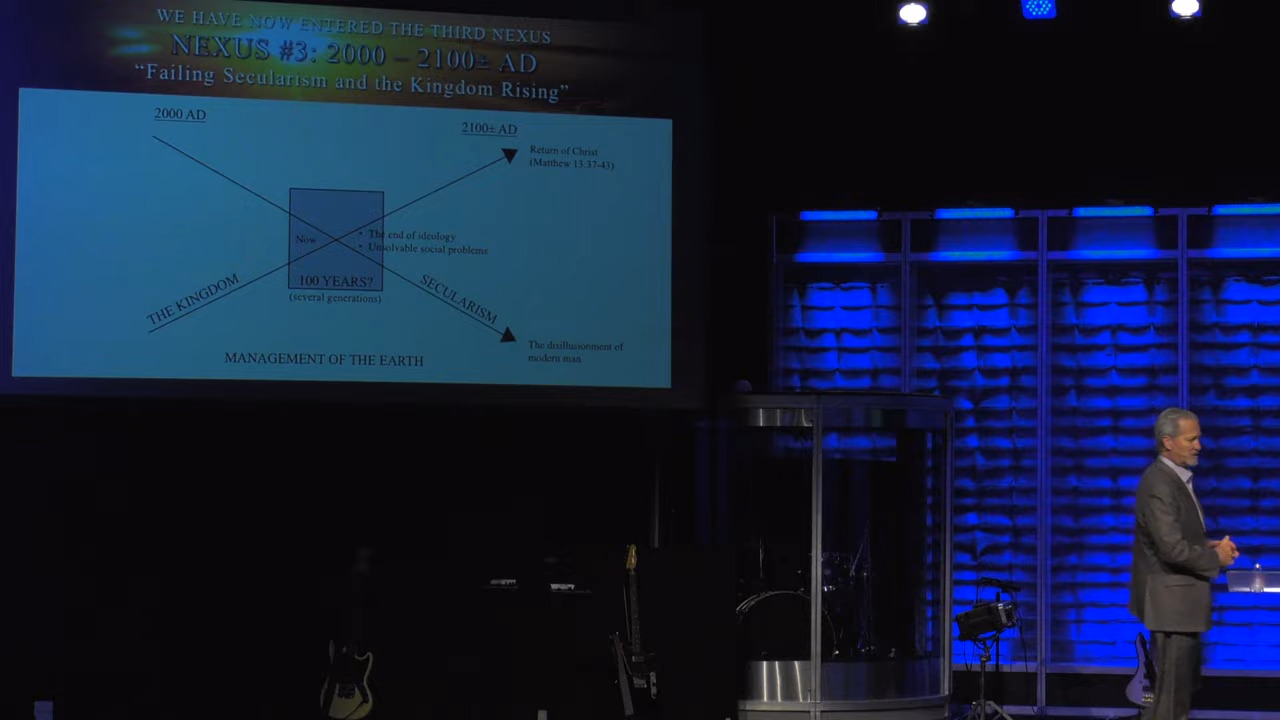 WE HAVE NOW ENTERED THE THIRD NEXUS
NEXUS #3: 2000 – 2100± AD
“Failing Secularism and the Kingdom Rising”
2000 AD
2100± AD
Return of Christ
(Matthew 13.37-43)
Now
• The end of ideology
• Unsolvable social problems
100 YEARS?
(several generations)
THE KINGDOM
SECULARISM
The disillusionment of
modern man
MANAGEMENT OF THE EARTH